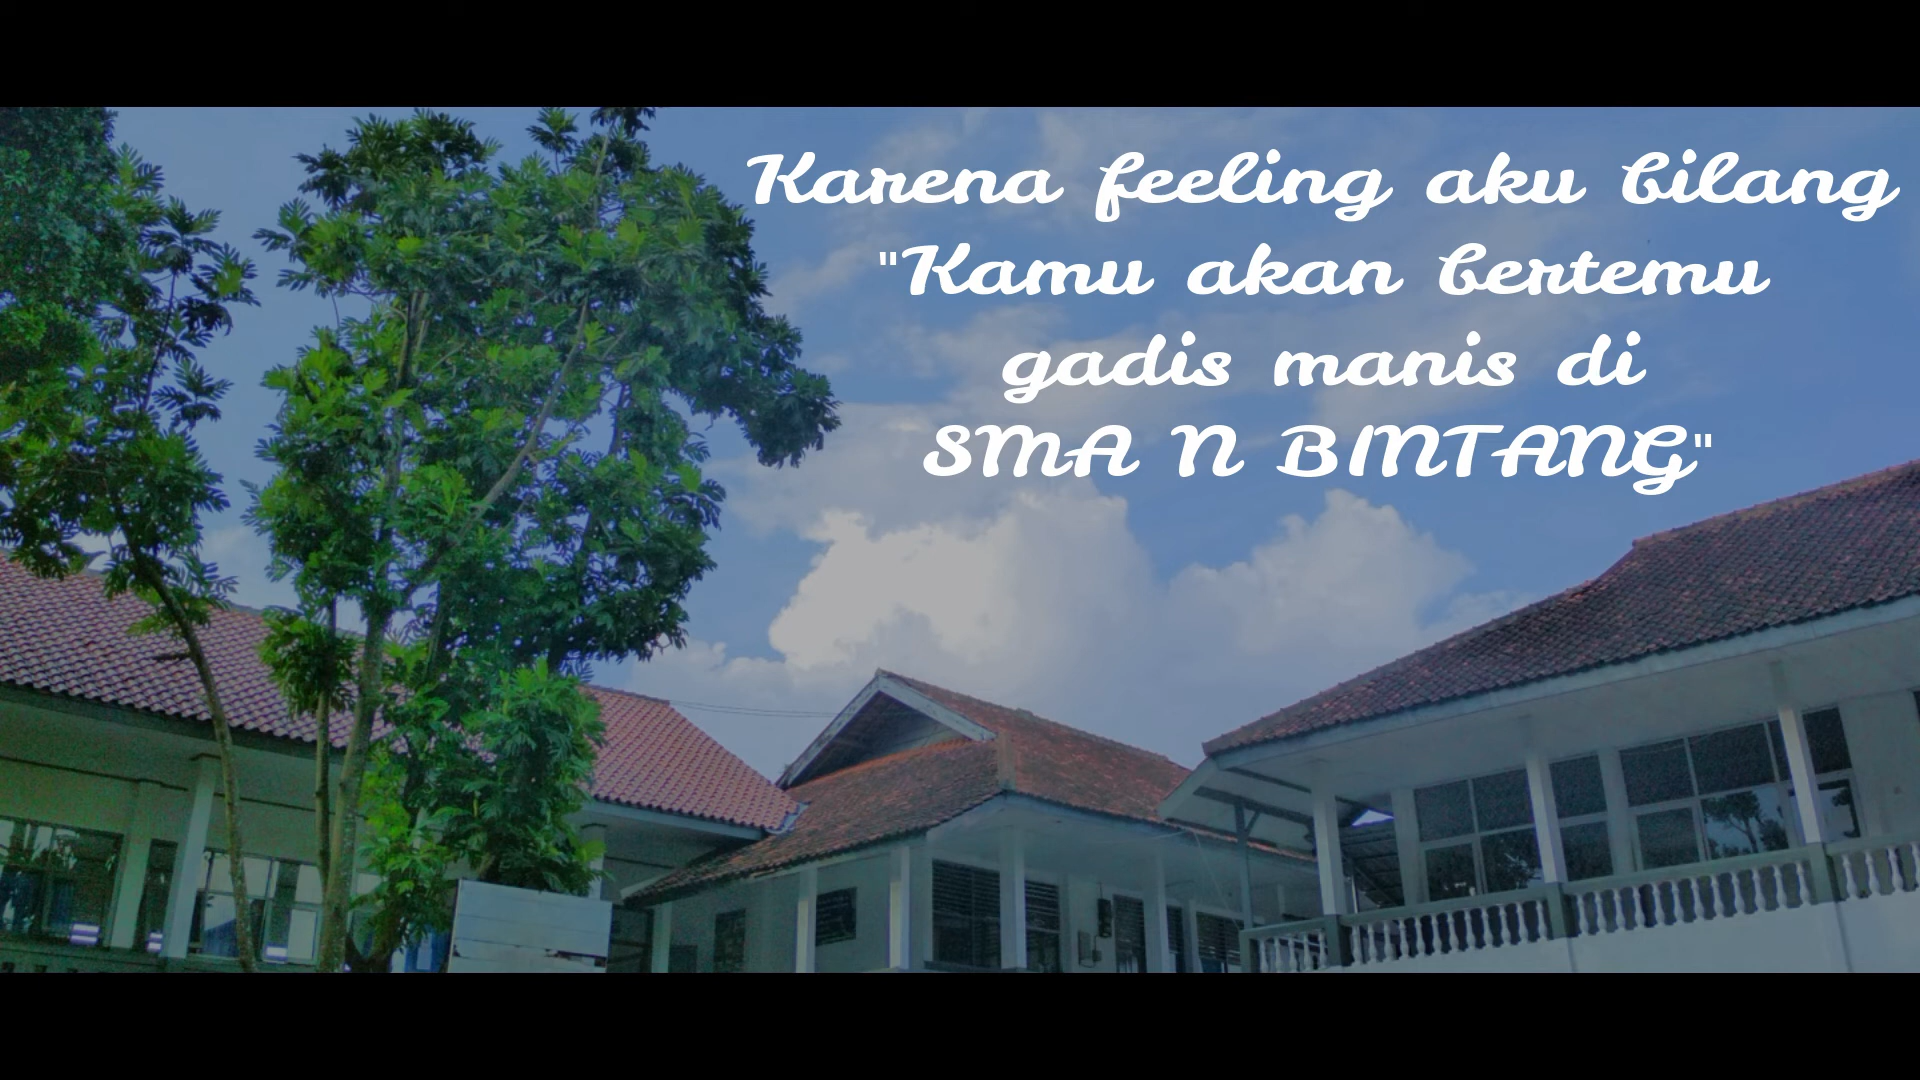 Karena feeling aku bilang
"Kamu akan bertemu
gadis manis di
SMA N BINTANG"